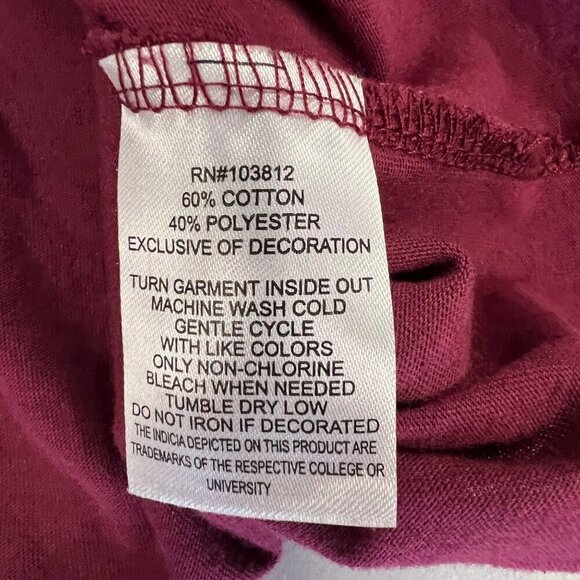 RN#103812
60% COTTON
40% POLYESTER
EXCLUSIVE OF DECORATION
TURN GARMENT INSIDE OUT
MACHINE WASH COLD
GENTLE CYCLE
WITH LIKE COLORS
ONLY NON-CHLORINE
BLEACH WHEN NEEDED
TUMBLE DRY LOW
DO NOT IRON IF DECORATED
THE INDICIA DEPICTED ON THIS PRODUCT ARE
TRADEMARKS OF THE RESPECTIVE COLLEGE OR
UNIVERSITY